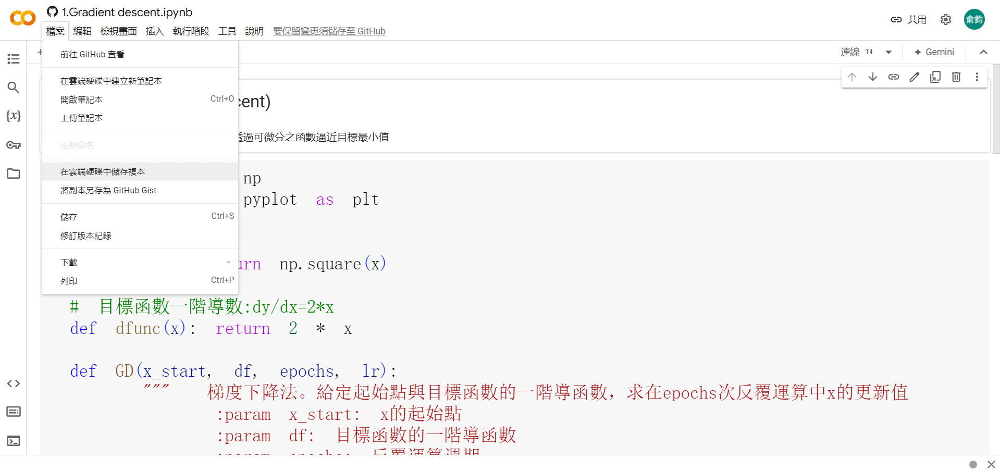 1.Gradient descent.ipynb
檔案 編輯 檢視畫面 插入 執行階段 工具 說明 要保留變更須儲存至 GitHub
共用
俞鈞
連線 T4
Gemini
前往 GitHub 查看
在雲端硬碟中建立新筆記本
開啟筆記本 Ctrl+O
上傳筆記本
重新命名
在雲端硬碟中儲存複本
將副本另存為 GitHub Gist
儲存 Ctrl+S
修訂版本記錄
下載
列印 Ctrl+P
cent)
透過可微分之函數逼近目標最小值
np
pyplot as plt
urn np.square(x)
# 目標函數一階導數:dy/dx=2*x
def dfunc(x): return 2 * x
def GD(x_start, df, epochs, lr):
""" 梯度下降法。給定起始點與目標函數的一階導函數，求在epochs次反覆運算中x的更新值
:param x_start: x的起始點
:param df: 目標函數的一階導函數
:param epochs: 反覆運算週期